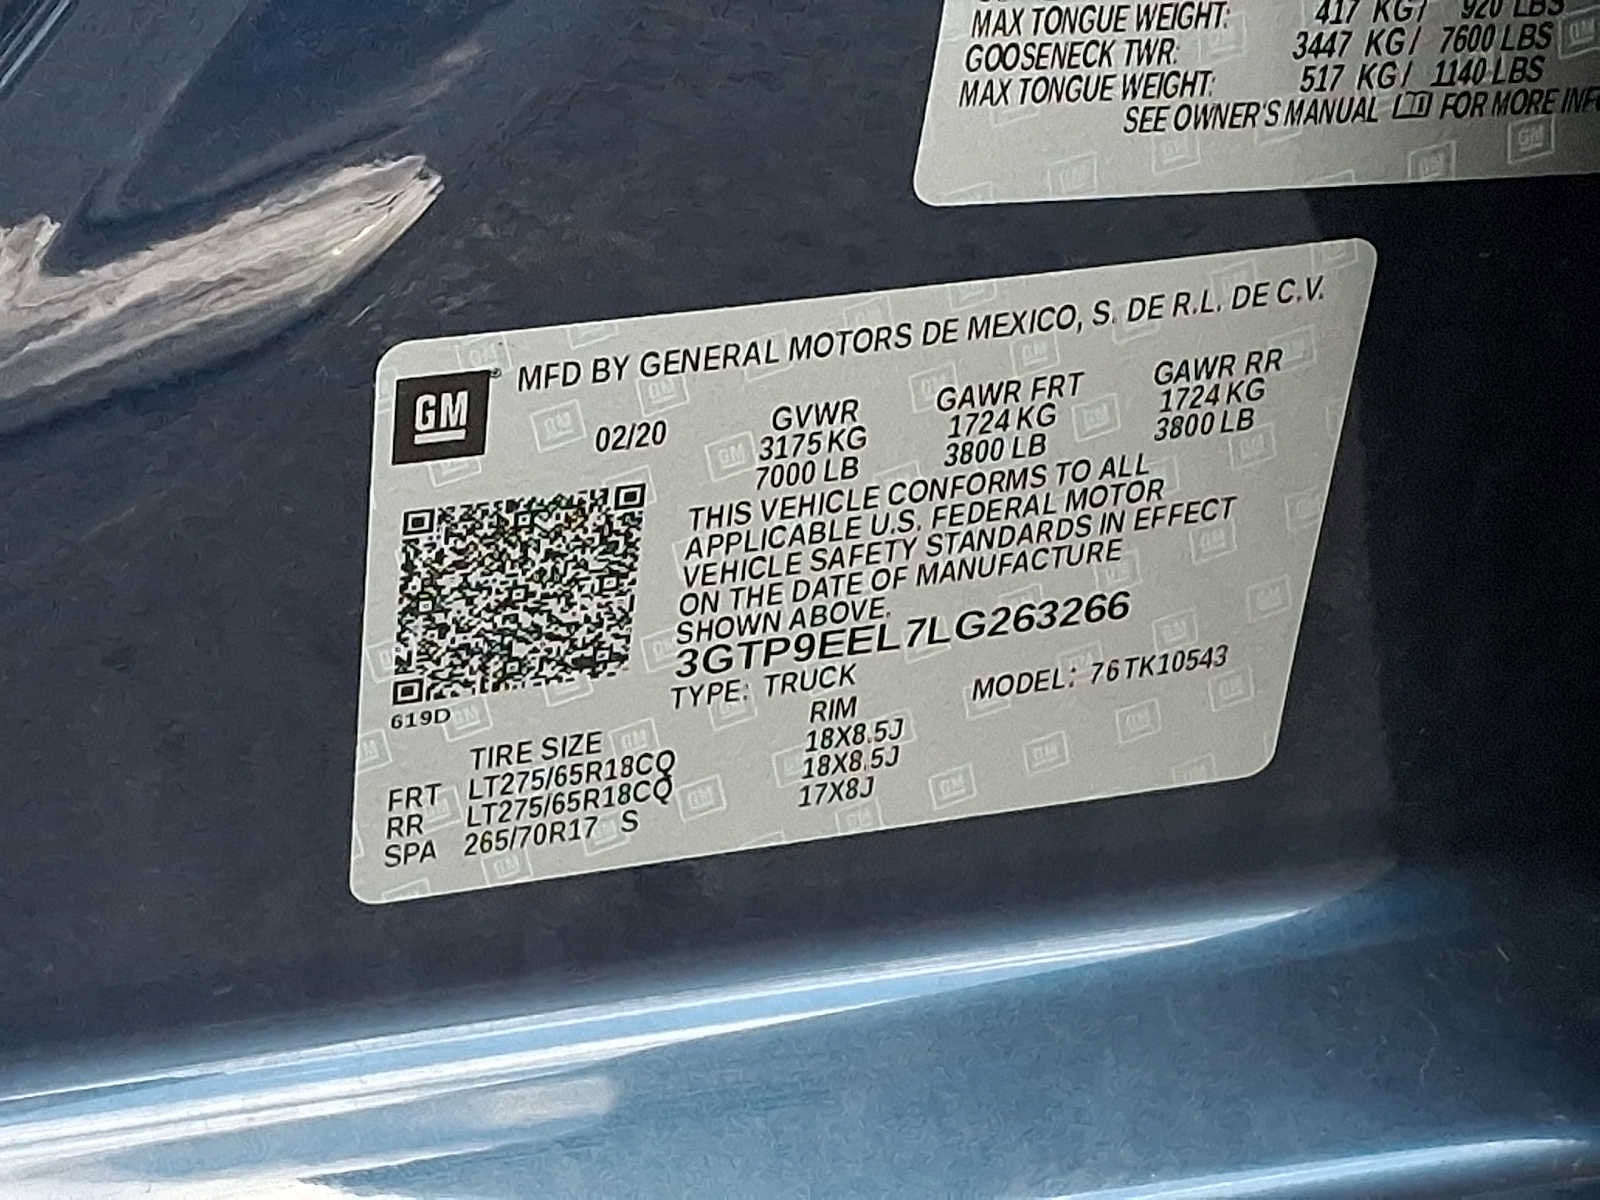 MAX TONGUE WEIGHT: 417 KG/ 920 LBS
GOOSENECK TWR: 3447 KG/ 7600 LBS
MAX TONGUE WEIGHT: 517 KG/ 1140 LBS
SEE OWNER'S MANUAL FOR MORE
GM
MFD BY GENERAL MOTORS DE MEXICO, S. DE R.L. DE C.V.
02/20 GVWR GAWR FRT GAWR RR
3175 KG 1724 KG 1724 KG
7000 LB 3800 LB 3800 LB
THIS VEHICLE CONFORMS TO ALL
APPLICABLE U.S. FEDERAL MOTOR
VEHICLE SAFETY STANDARDS IN EFFECT
ON THE DATE OF MANUFACTURE
SHOWN ABOVE.
3GTP9EEL7LG263266
TYPE: TRUCK MODEL: 76TK10543
619D
TIRE SIZE RIM
FRT LT275/65R18CQ 18X8.5J
RR LT275/65R18CQ 18X8.5J
SPA 265/70R17 S 17X8J